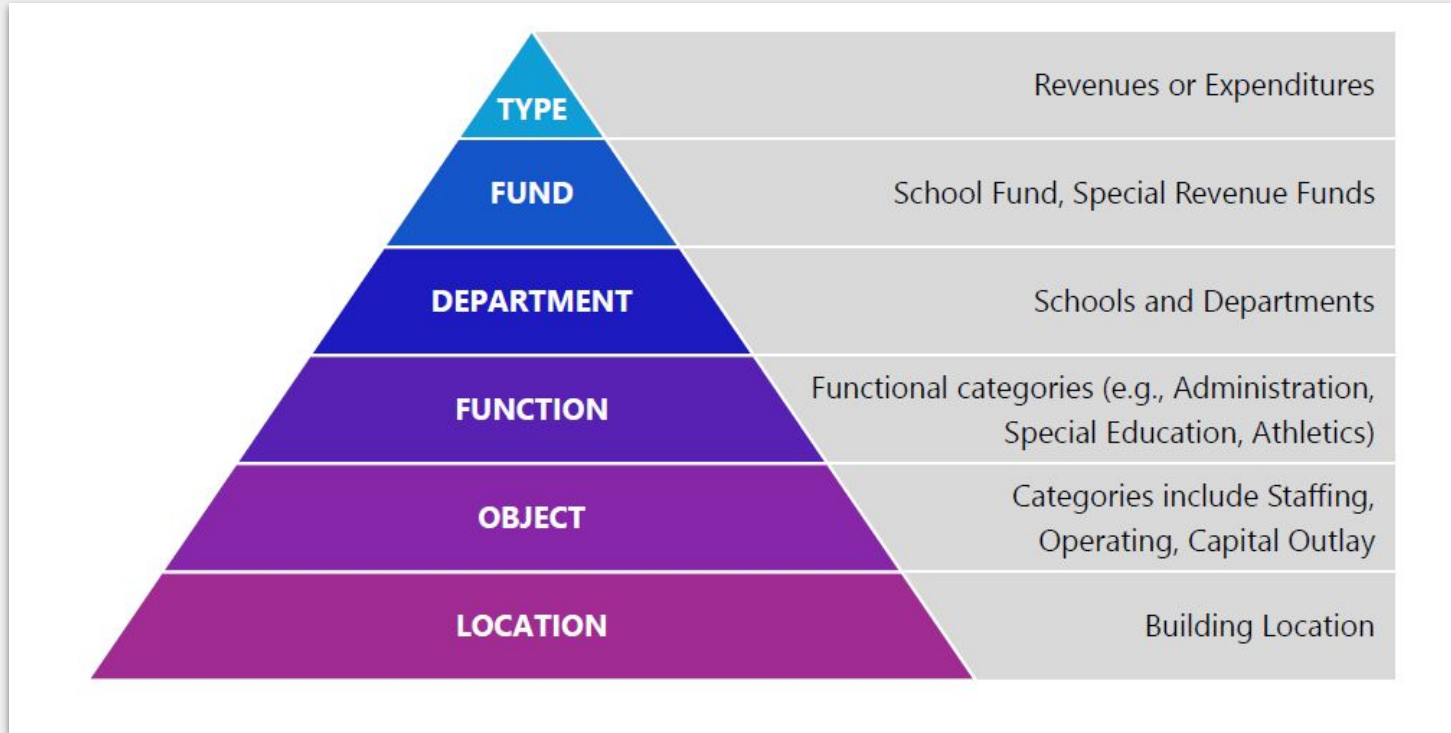 TYPE
Revenues or Expenditures
FUND
School Fund, Special Revenue Funds
DEPARTMENT
Schools and Departments
FUNCTION
Functional categories (e.g., Administration,
Special Education, Athletics)
OBJECT
Categories include Staffing,
Operating, Capital Outlay
LOCATION
Building Location